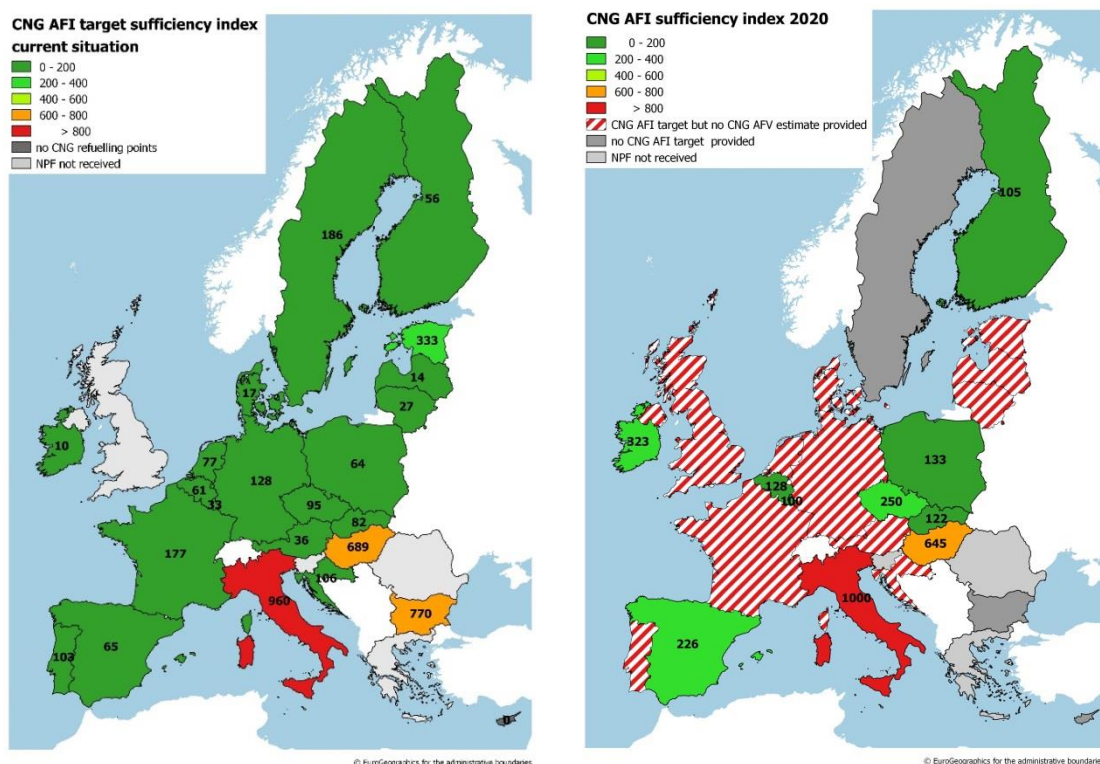 CNG AFI target sufficiency index
current situation
0 - 200
200 - 400
400 - 600
600 - 800
> 800
no CNG refuelling points
NPF not received
56
186
333
14
27
17
10
77
61
33
128
64
95
82
36
177
689
106
960
770
103
65
0
© EuroGeographics for the administrative boundaries
CNG AFI sufficiency index 2020
0 - 200
200 - 400
400 - 600
600 - 800
> 800
CNG AFI target but no CNG AFV estimate provided
no CNG AFI target provided
NPF not received
105
323
133
128
100
250
122
645
1000
226
© EuroGeographics for the administrative boundaries